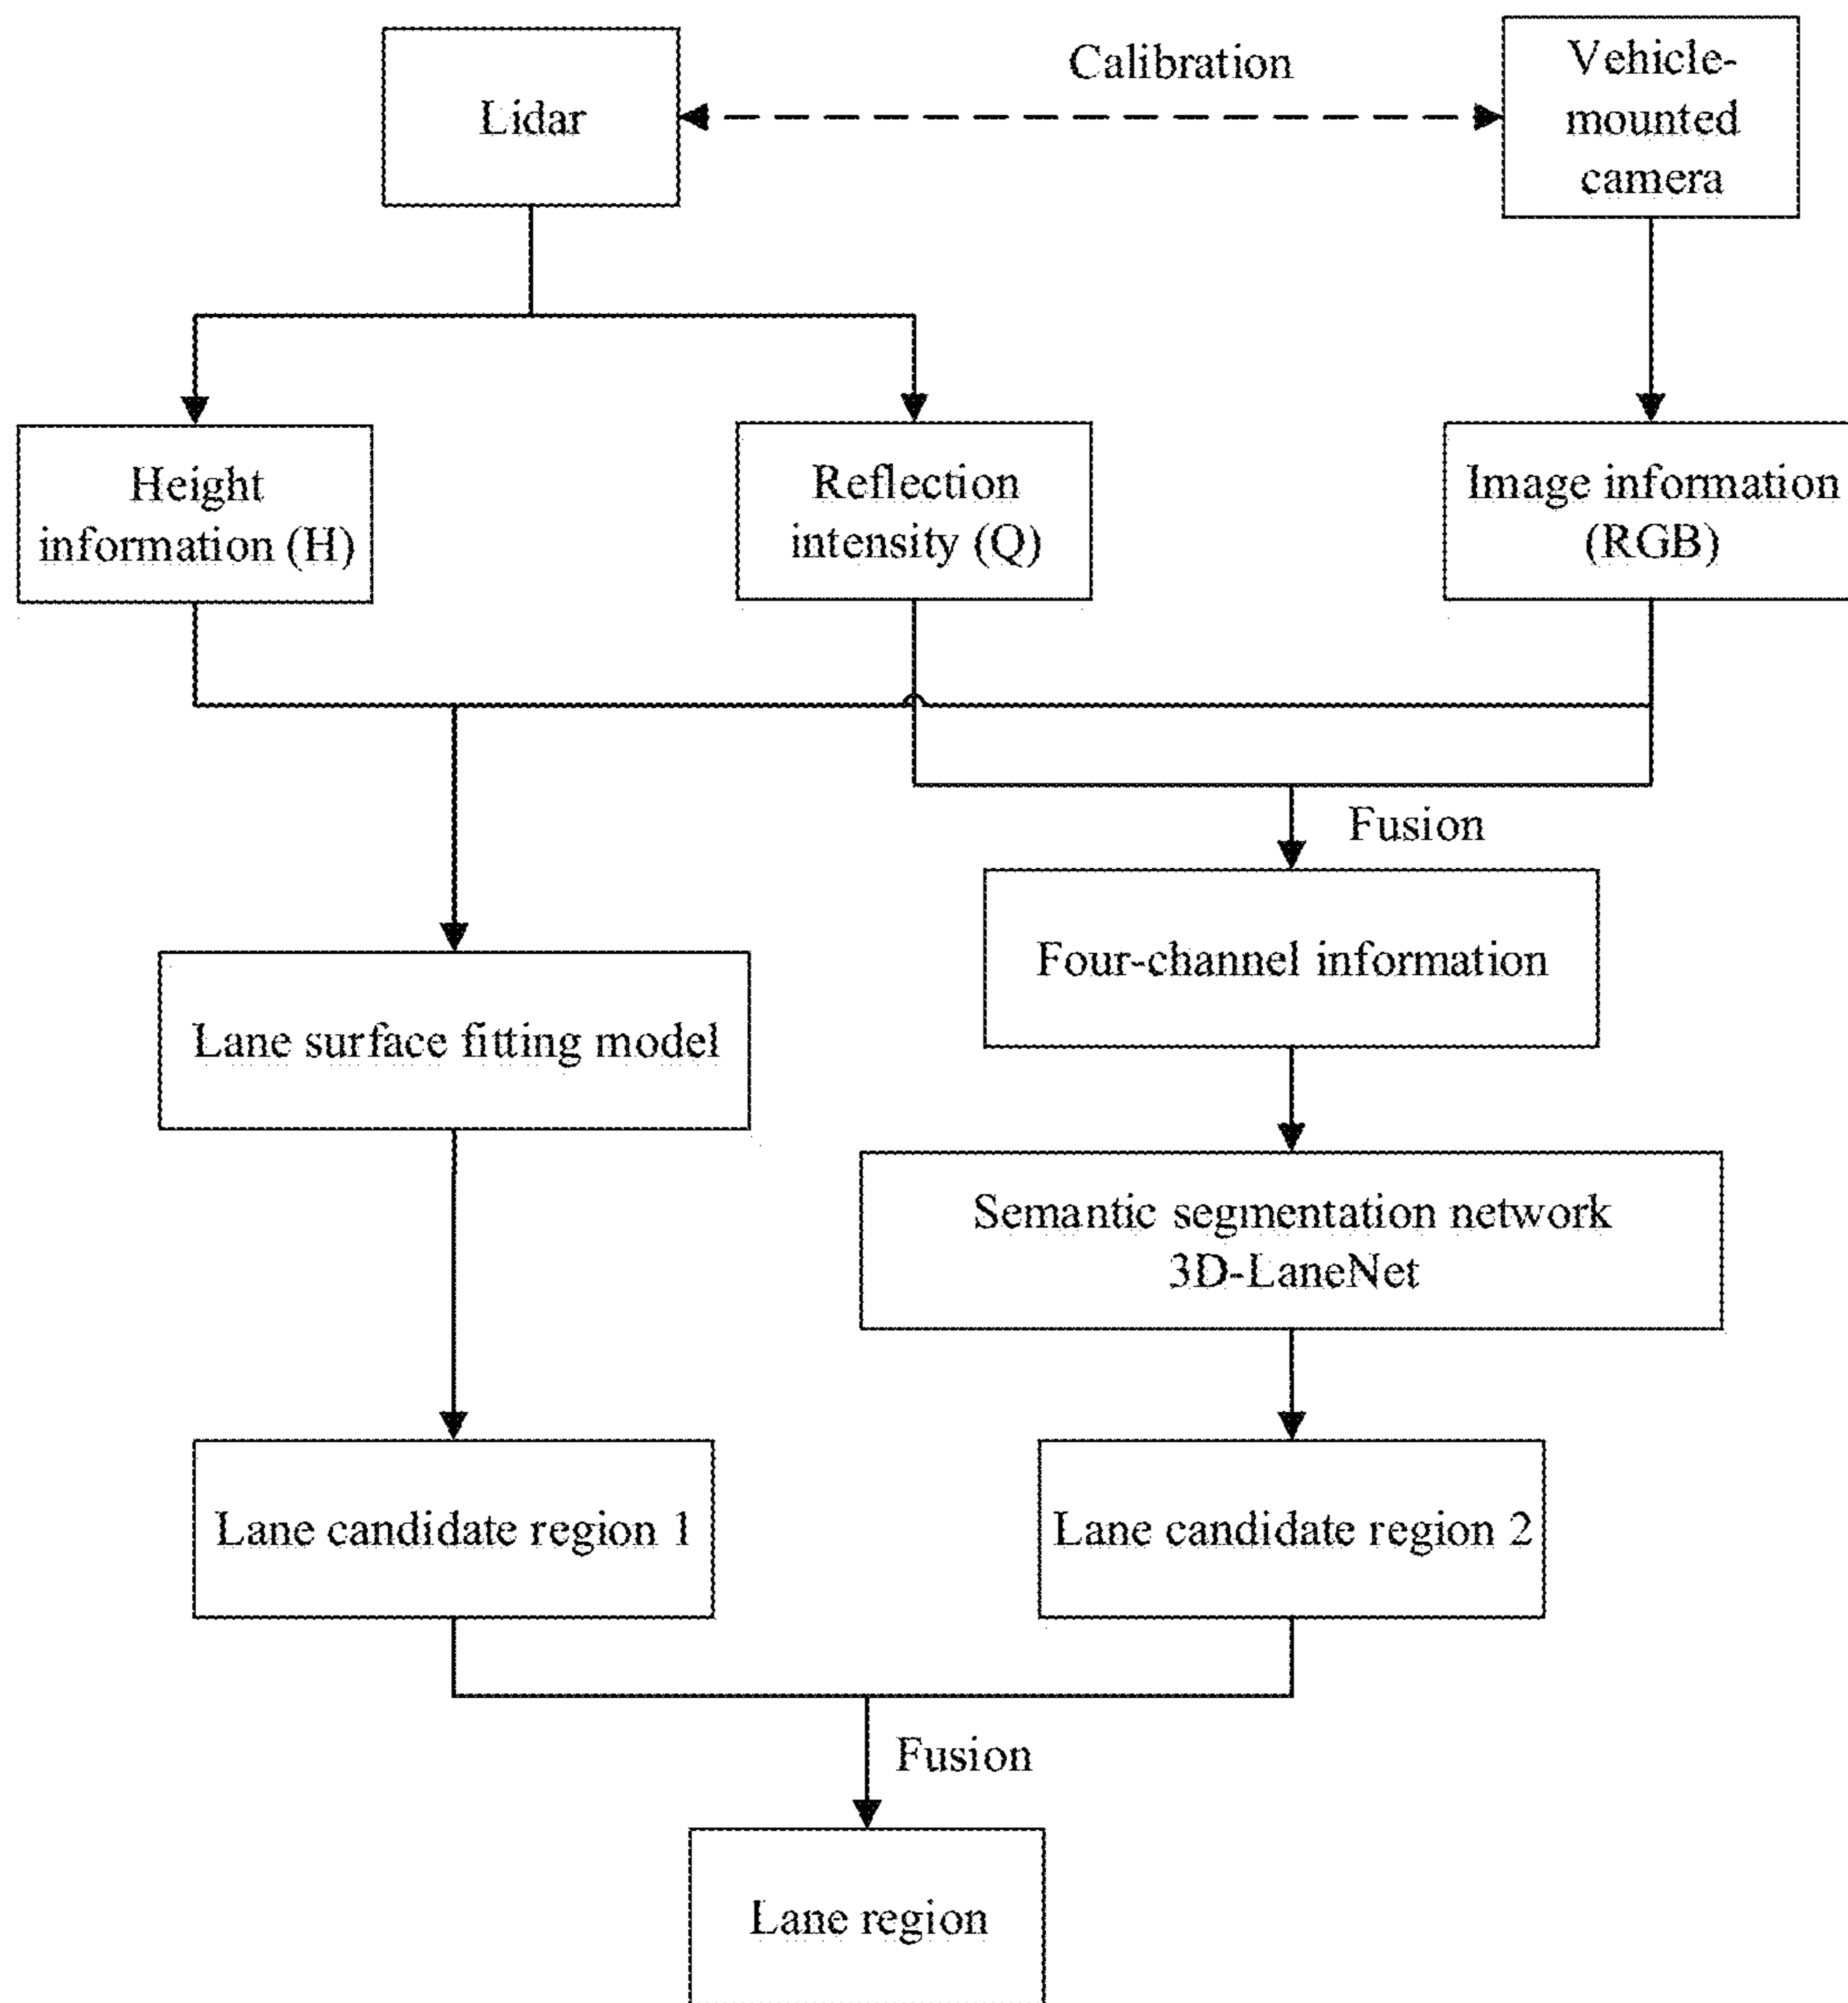 Lidar
Calibration
Vehicle-
mounted
camera
Height
information (H)
Reflection
intensity (Q)
Image information
(RGB)
Fusion
Four-channel information
Lane surface fitting model
Semantic segmentation network
3D-LaneNet
Lane candidate region 1
Lane candidate region 2
Fusion
Lane region